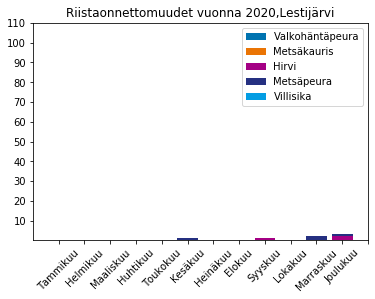 Riistaonnettomuudet vuonna 2020,Lestijärvi
110
100
90
80
70
60
50
40
30
20
10
Valkohäntäpeura
Metsäkauris
Hirvi
Metsäpeura
Villisika
Tammikuu
Helmikuu
Maaliskuu
Huhtikuu
Toukokuu
Kesäkuu
Heinäkuu
Elokuu
Syyskuu
Lokakuu
Marraskuu
Joulukuu